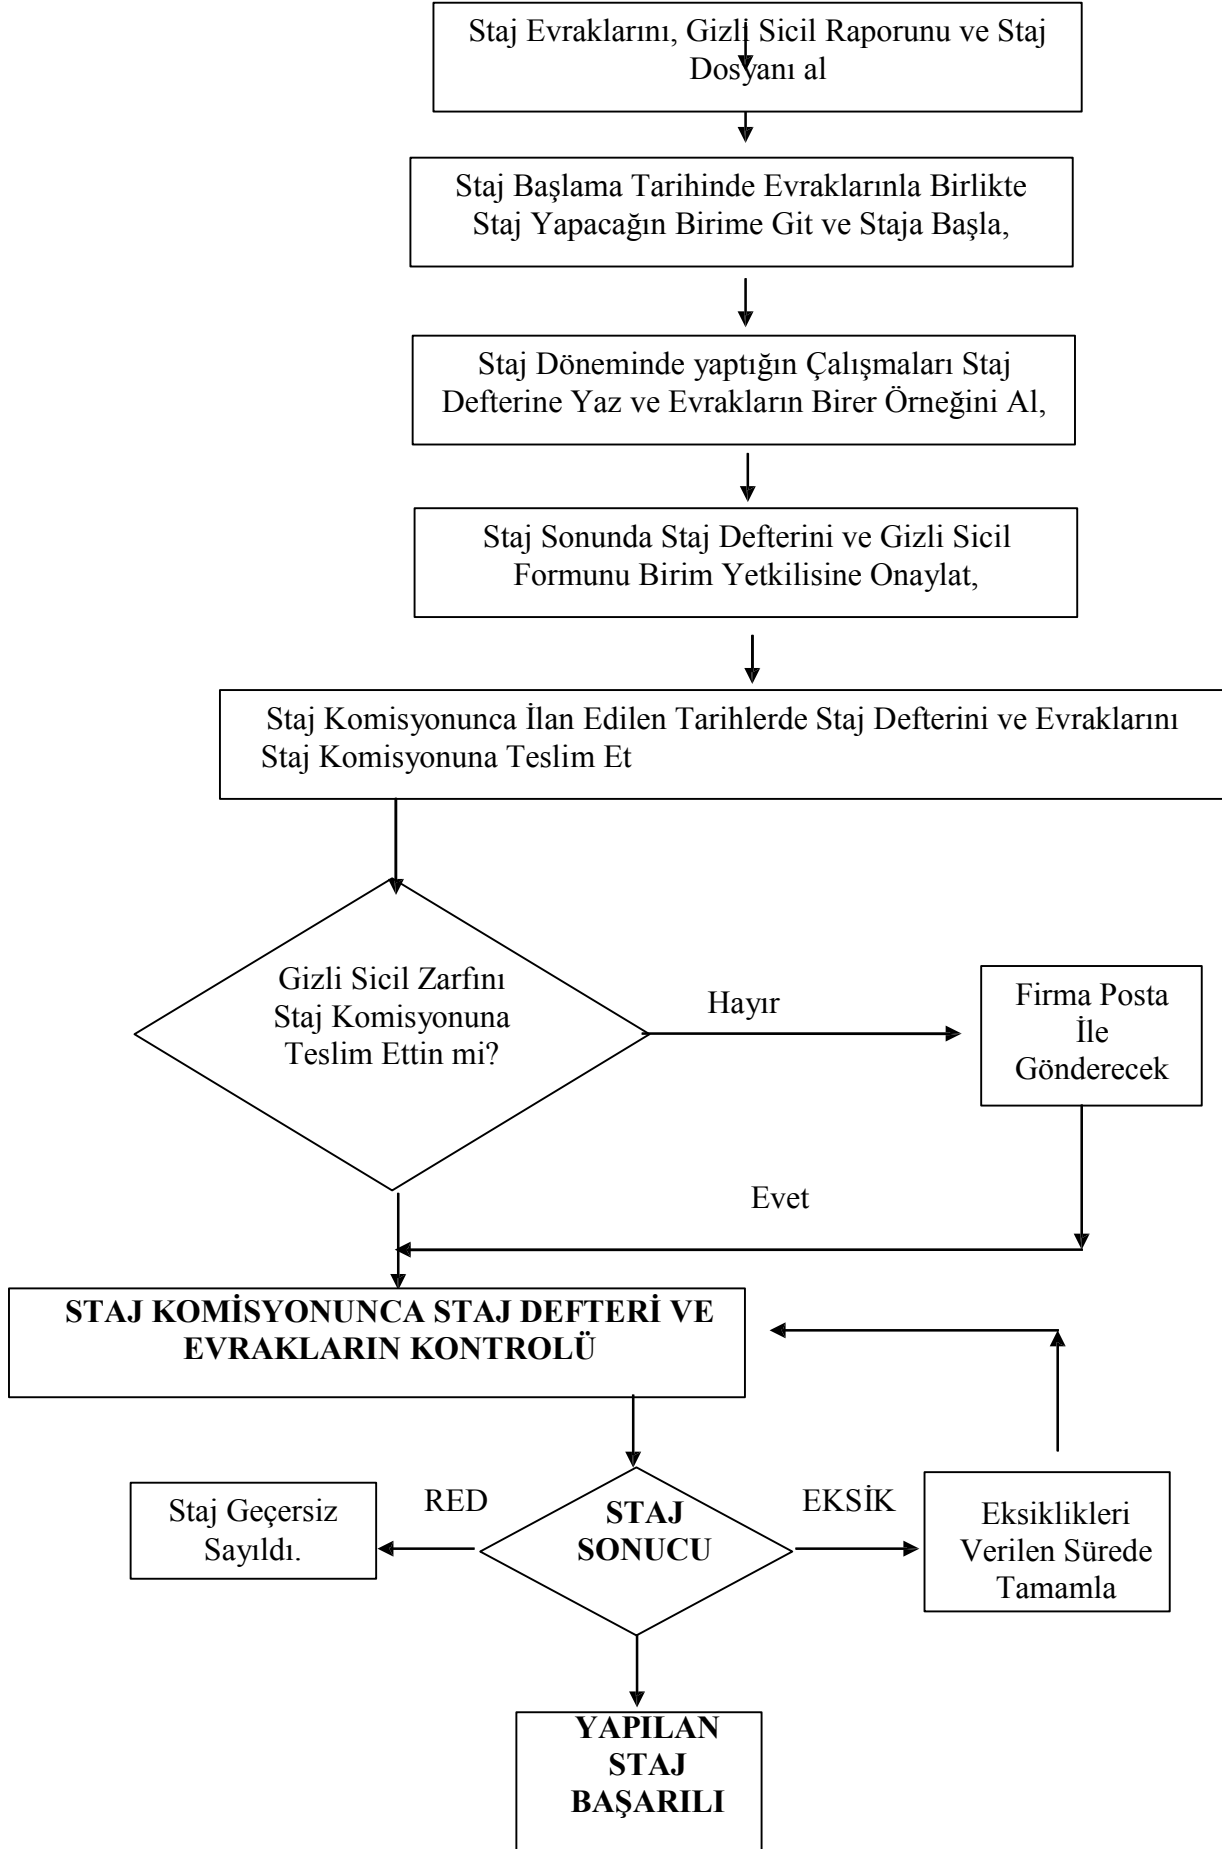 Staj Evraklarını, Gizli Sicil Raporunu ve Staj
Dosyanı al
Staj Başlama Tarihinde Evraklarınla Birlikte
Staj Yapacağın Birime Git ve Staja Başla,
Staj Döneminde yaptığın Çalışmaları Staj
Defterine Yaz ve Evrakların Birer Örneğini Al,
Staj Sonunda Staj Defterini ve Gizli Sicil
Formunu Birim Yetkilisine Onaylat,
Staj Komisyonunca İlan Edilen Tarihlerde Staj Defterini ve Evraklarını
Staj Komisyonuna Teslim Et
Gizli Sicil Zarfını
Staj Komisyonuna
Teslim Ettin mi?
Hayır
Firma Posta
İle
Gönderecek
Evet
STAJ KOMİSYONUNCA STAJ DEFTERİ VE
EVRAKLARIN KONTROLÜ
Staj Geçersiz
Sayıldı.
RED
STAJ
SONUCU
EKSİK
Eksiklikleri
Verilen Sürede
Tamamla
YAPILAN
STAJ
BAŞARILI